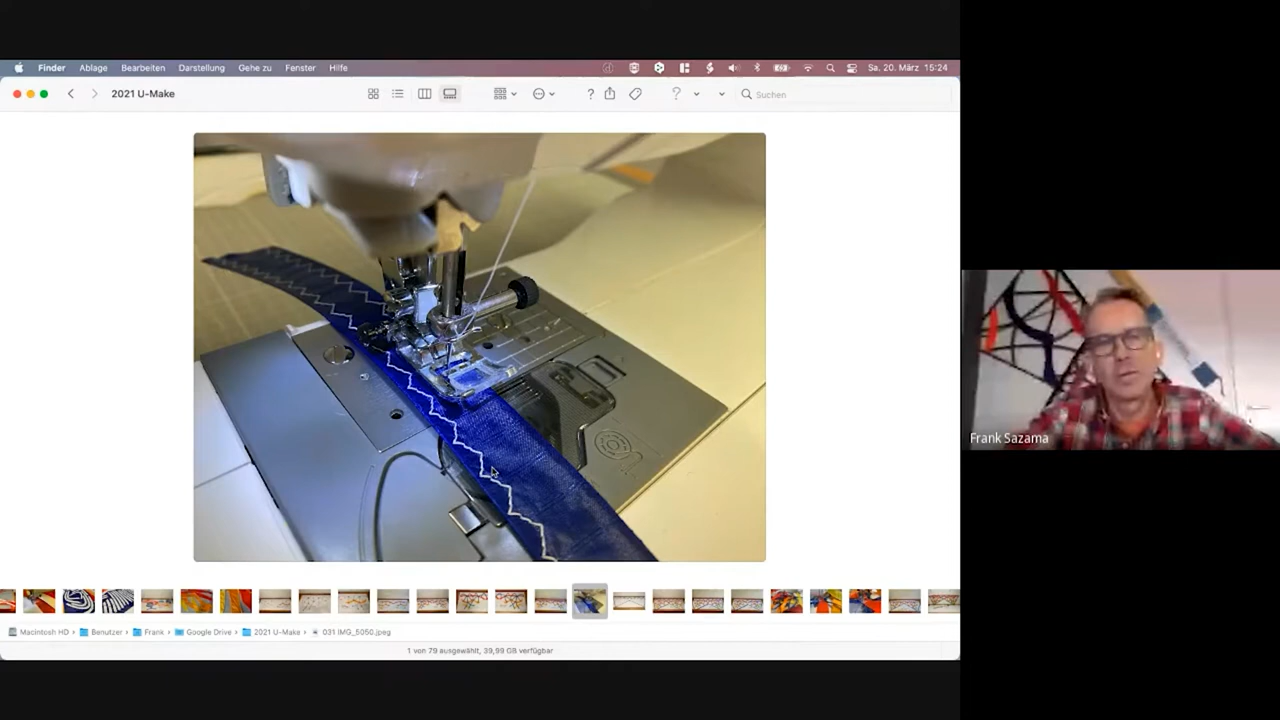 Finder Ablage Bearbeiten Darstellung Gehe zu Fenster Hilfe Sa. 20. März 15:24
2021 U-Make Suchen
Frank Sazama
Macintosh HD › Benutzer › Frank › Google Drive › 2021 U-Make › 031 IMG_5050.jpeg
1 von 79 ausgewählt, 39,99 GB verfügbar